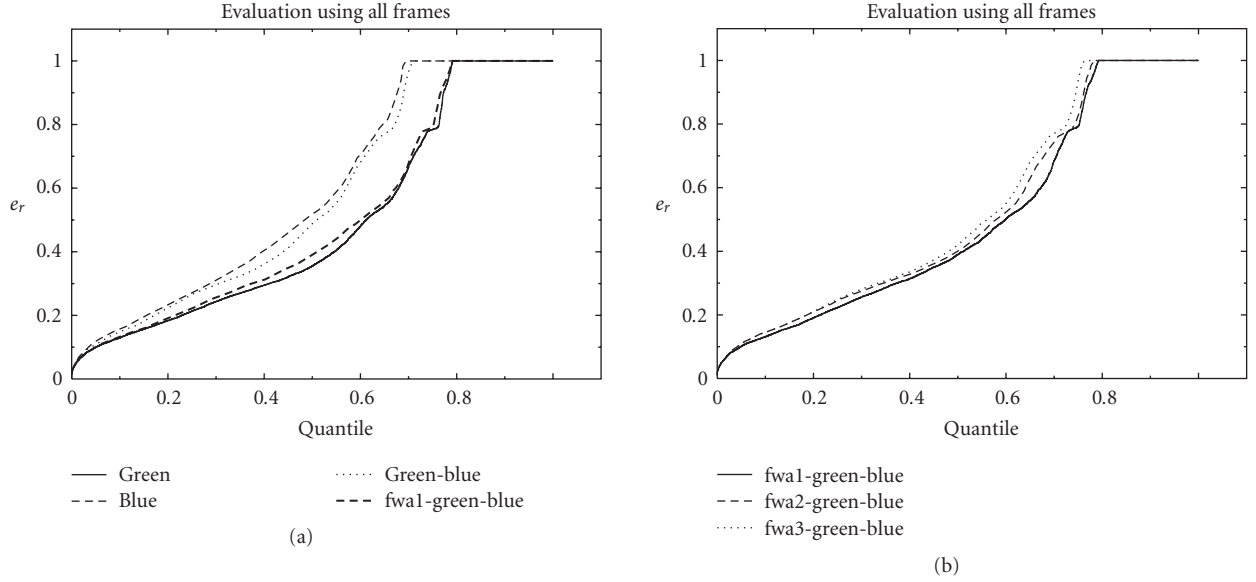 Evaluation using all frames
1
0.8
0.6
e_r
0.4
0.2
0
0 0.2 0.4 0.6 0.8
Quantile
Green
Blue
Green-blue
fwa1-green-blue
(a)
Evaluation using all frames
1
0.8
0.6
e_r
0.4
0.2
0
0 0.2 0.4 0.6 0.8
Quantile
fwa1-green-blue
fwa2-green-blue
fwa3-green-blue
(b)